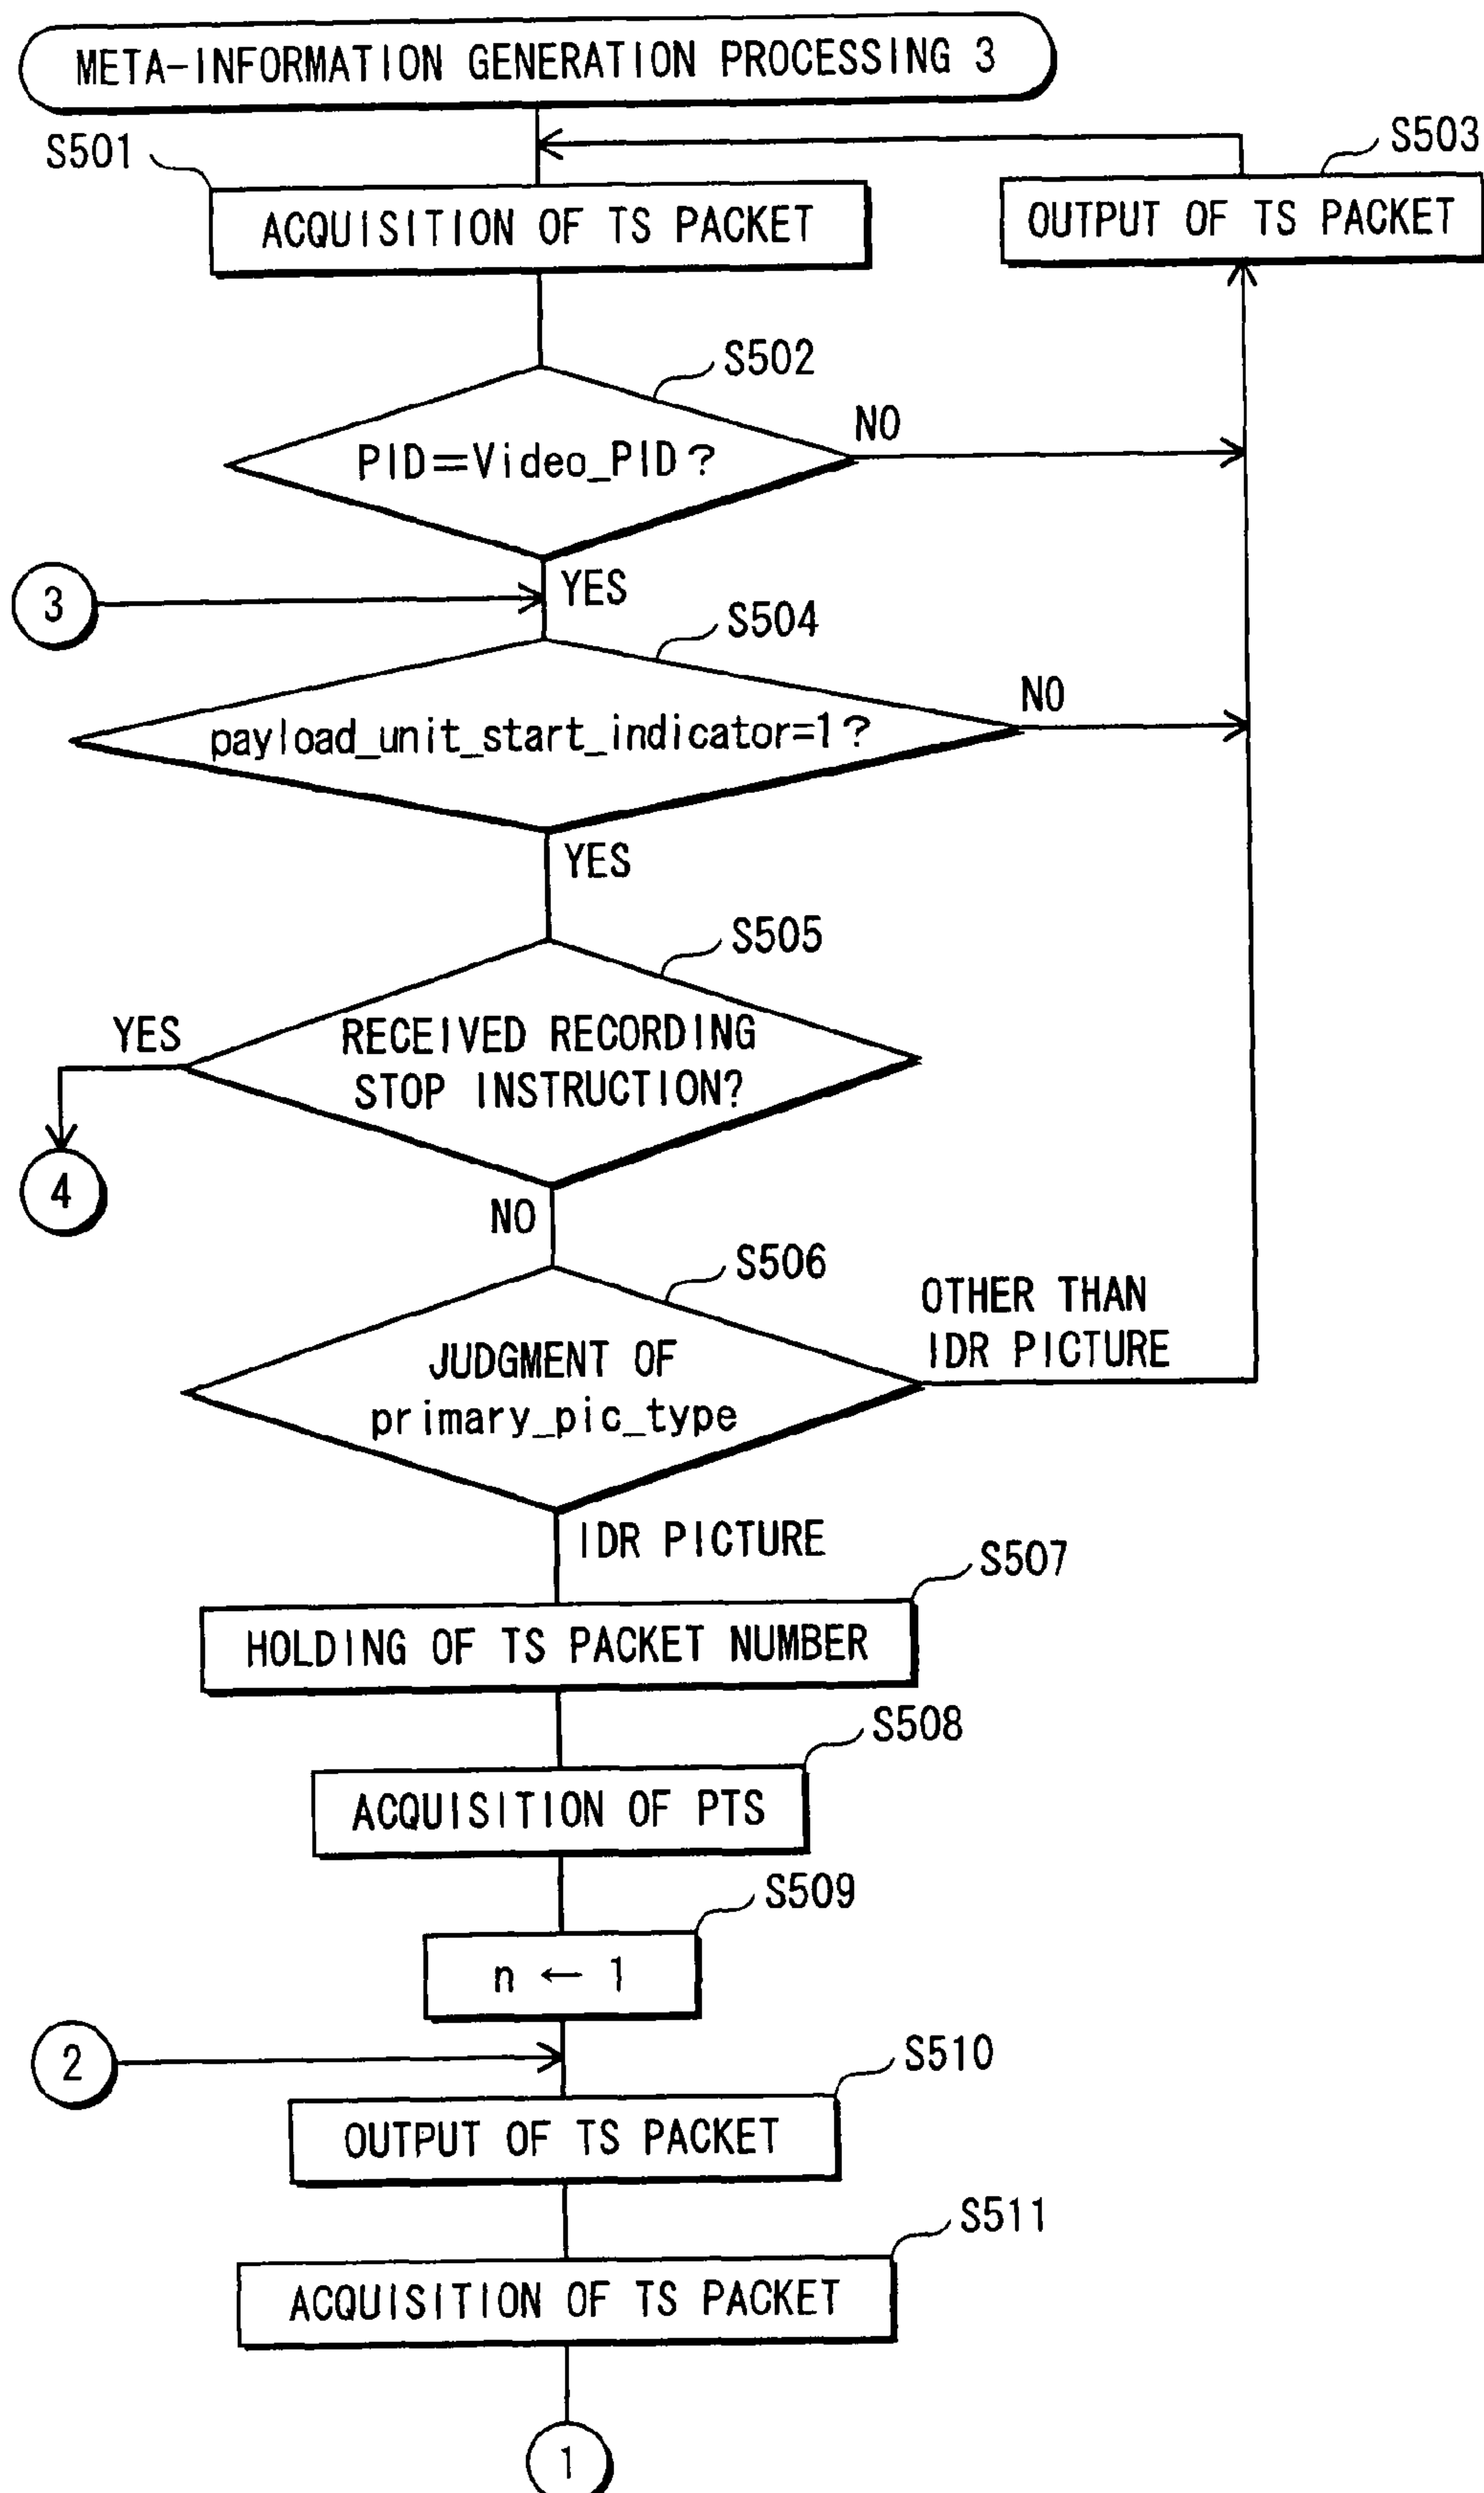 META-INFORMATION GENERATION PROCESSING 3
S501
S503
ACQUISITION OF TS PACKET
OUTPUT OF TS PACKET
S502
PID=Video_PID?
NO
3
YES
S504
payload_unit_start_indicator=1?
NO
YES
S505
YES
RECEIVED RECORDING
STOP INSTRUCTION?
4
NO
S506
OTHER THAN
IDR PICTURE
JUDGMENT OF
primary_pic_type
IDR PICTURE
S507
HOLDING OF TS PACKET NUMBER
S508
ACQUISITION OF PTS
S509
n ← 1
2
S510
OUTPUT OF TS PACKET
S511
ACQUISITION OF TS PACKET
1